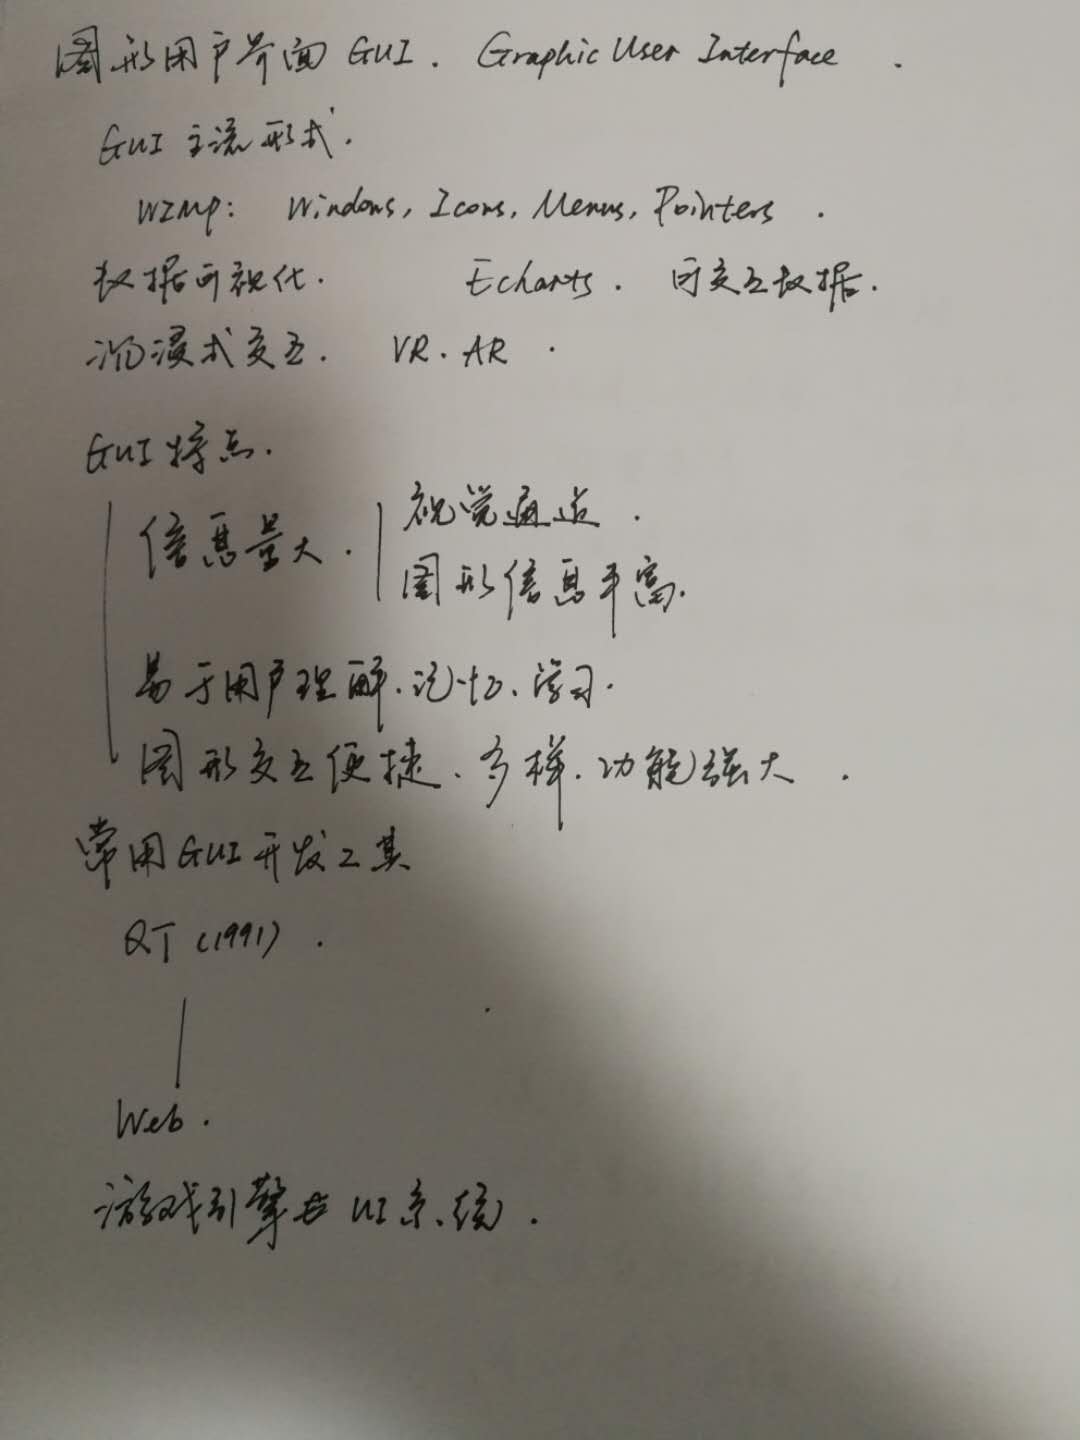 图形用户界面 GUI. Graphic User Interface.
GUI 主流形式.
WIMP: Windows, Icons, Menus, Pointers.
数据可视化. Echarts. 可交互数据.
沉浸式交互. VR. AR.
GUI 特点.
信息量大. 视觉通道.
图形信息丰富.
易于用户理解、记忆、学习.
图形交互便捷、多样、功能强大.
常用GUI开发工具
QT (1991).
Web.
游戏引擎 UI系统.